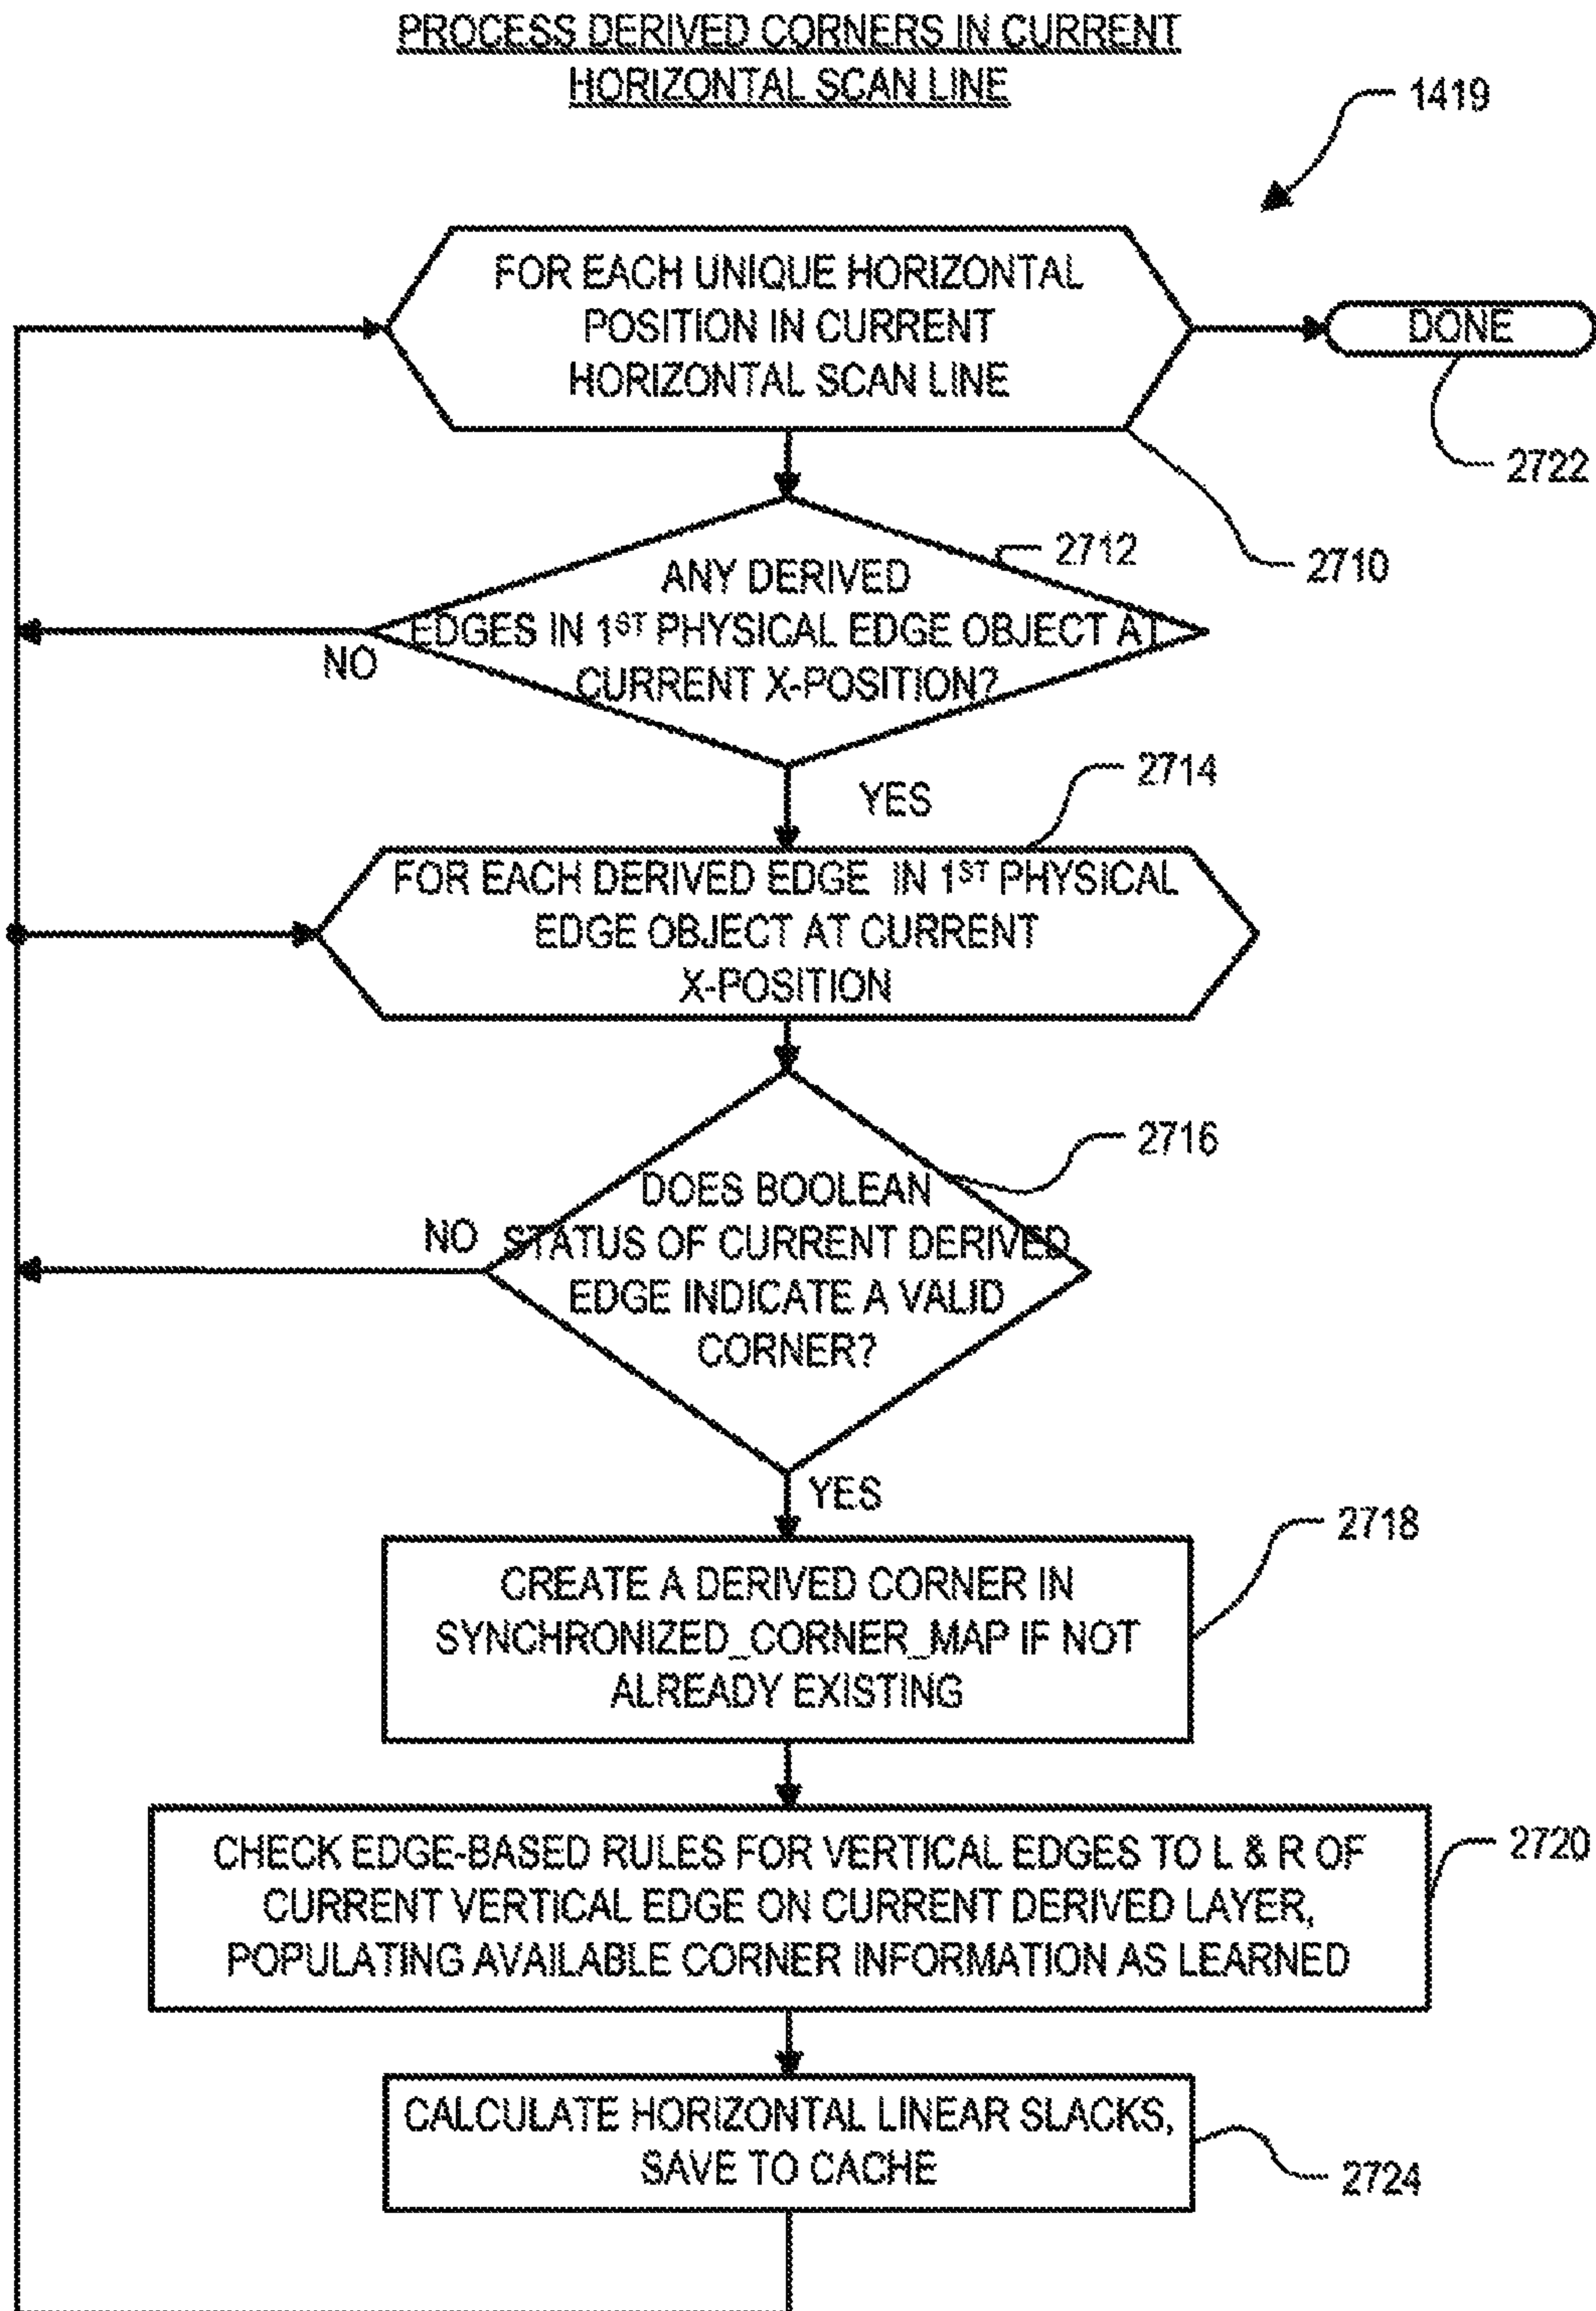 PROCESS DERIVED CORNERS IN CURRENT
HORIZONTAL SCAN LINE
1419
FOR EACH UNIQUE HORIZONTAL
POSITION IN CURRENT
HORIZONTAL SCAN LINE
DONE
2722
2710
2712
ANY DERIVED
EDGES IN 1ST PHYSICAL EDGE OBJECT AT
CURRENT X-POSITION?
NO
YES
2714
FOR EACH DERIVED EDGE IN 1ST PHYSICAL
EDGE OBJECT AT CURRENT
X-POSITION
2716
DOES BOOLEAN
STATUS OF CURRENT DERIVED
EDGE INDICATE A VALID
CORNER?
NO
YES
2718
CREATE A DERIVED CORNER IN
SYNCHRONIZED_CORNER_MAP IF NOT
ALREADY EXISTING
2720
CHECK EDGE-BASED RULES FOR VERTICAL EDGES TO L & R OF
CURRENT VERTICAL EDGE ON CURRENT DERIVED LAYER,
POPULATING AVAILABLE CORNER INFORMATION AS LEARNED
CALCULATE HORIZONTAL LINEAR SLACKS,
SAVE TO CACHE
2724